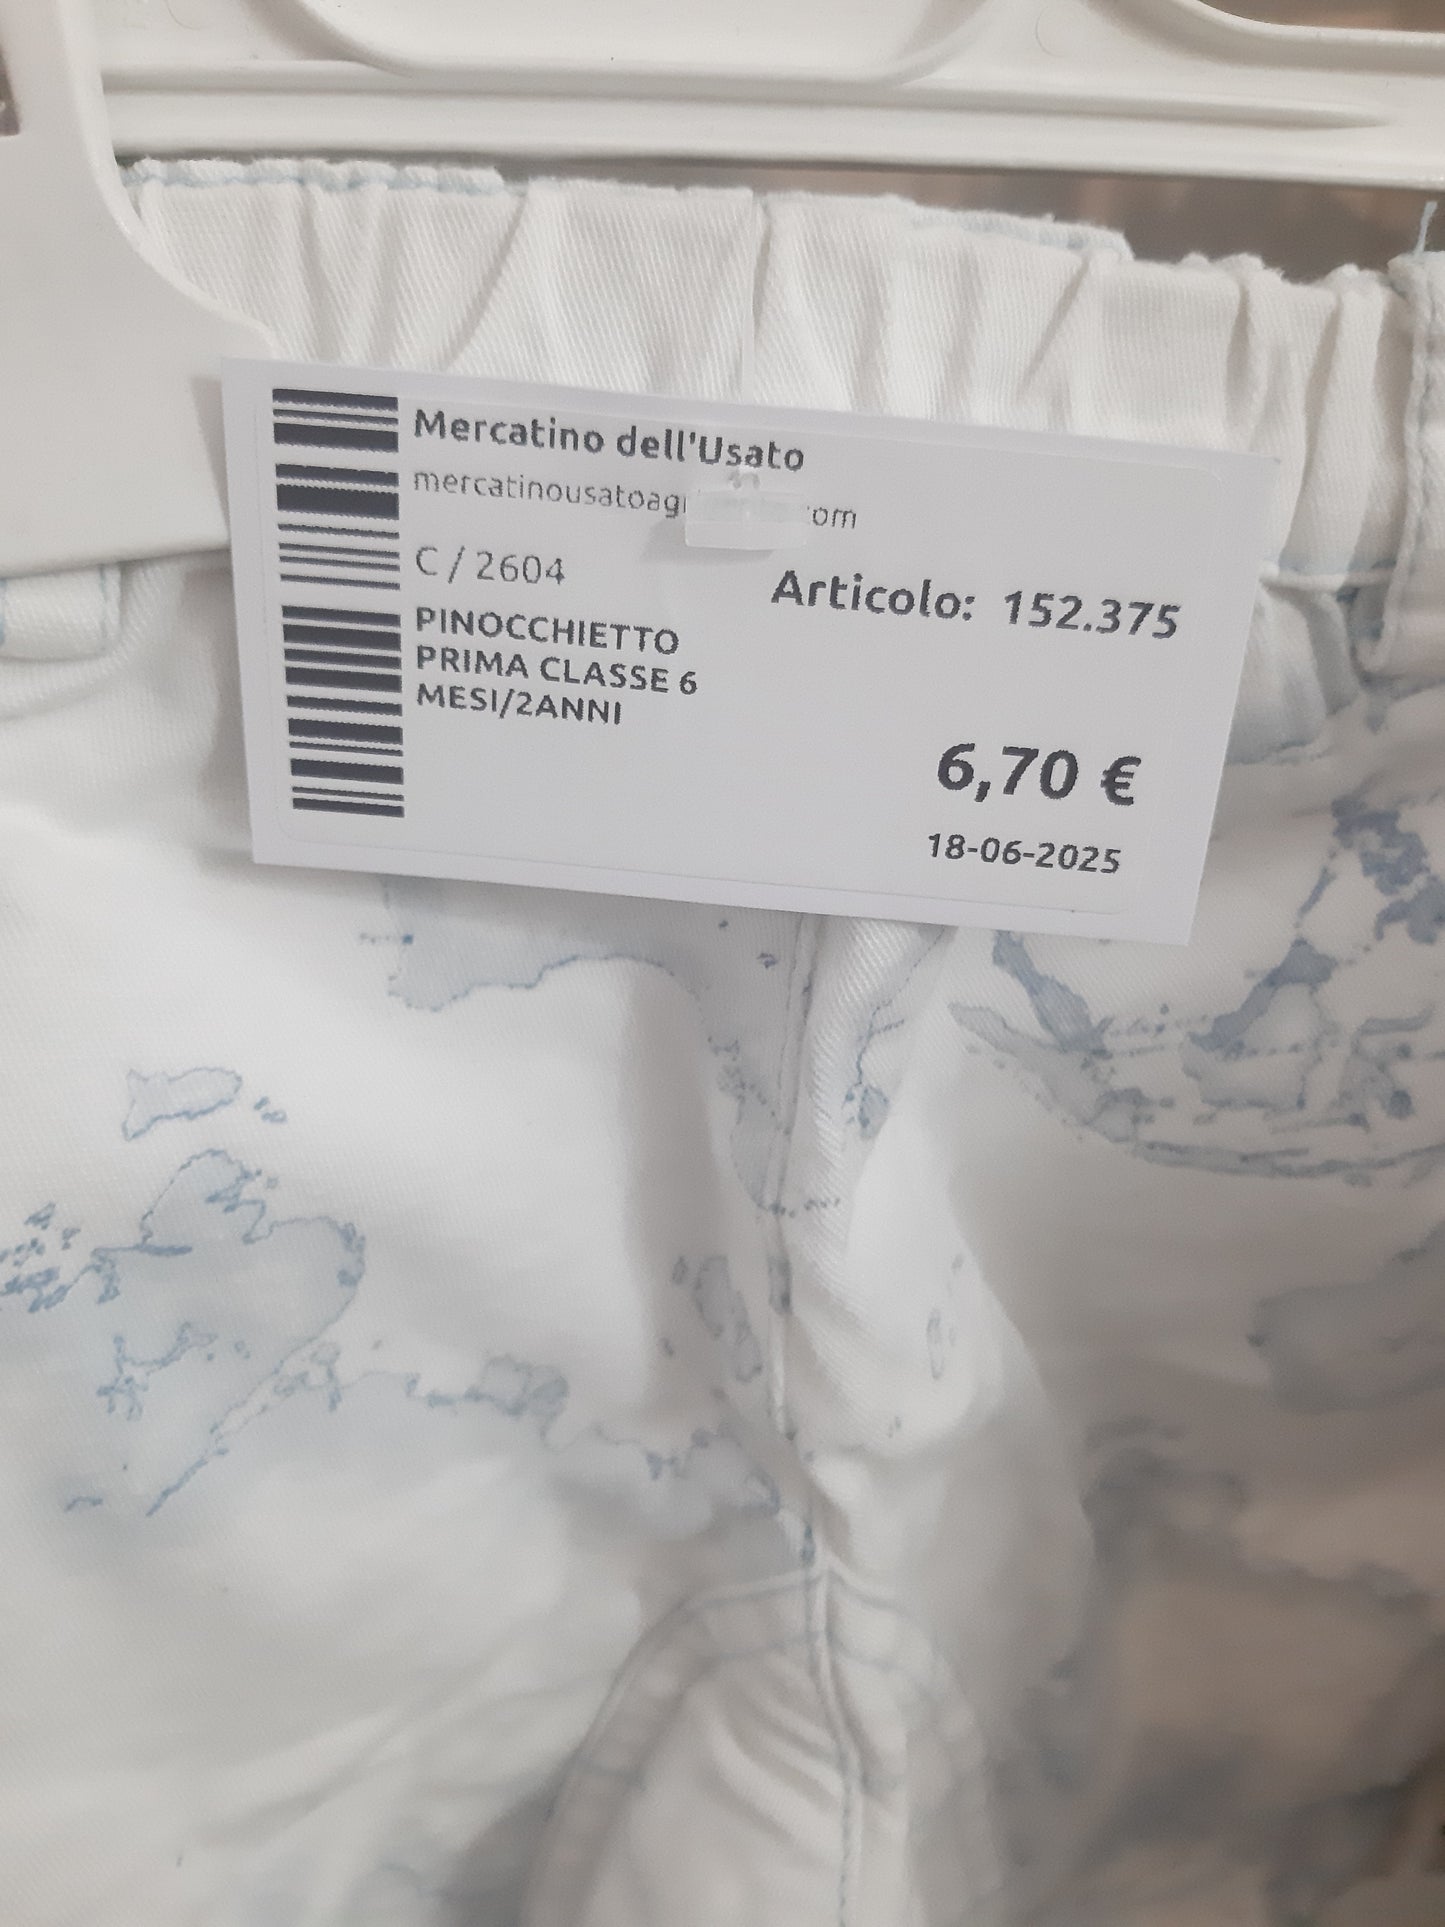 Mercatino dell'Usato
C / 2604
Articolo: 152.375
PINOCCHIETTO
PRIMA CLASSE 6
MESI/2ANNI
6,70 €
18-06-2025